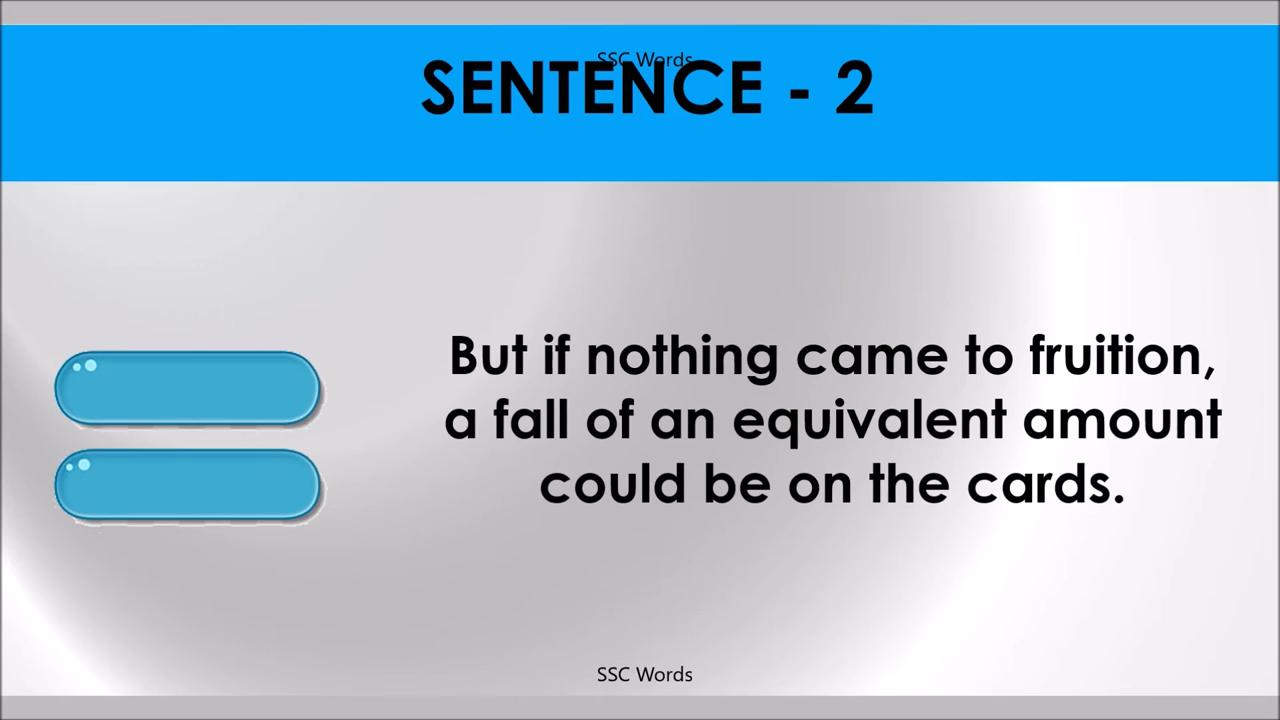 SSC Words
SENTENCE - 2
But if nothing came to fruition,
a fall of an equivalent amount
could be on the cards.
SSC Words